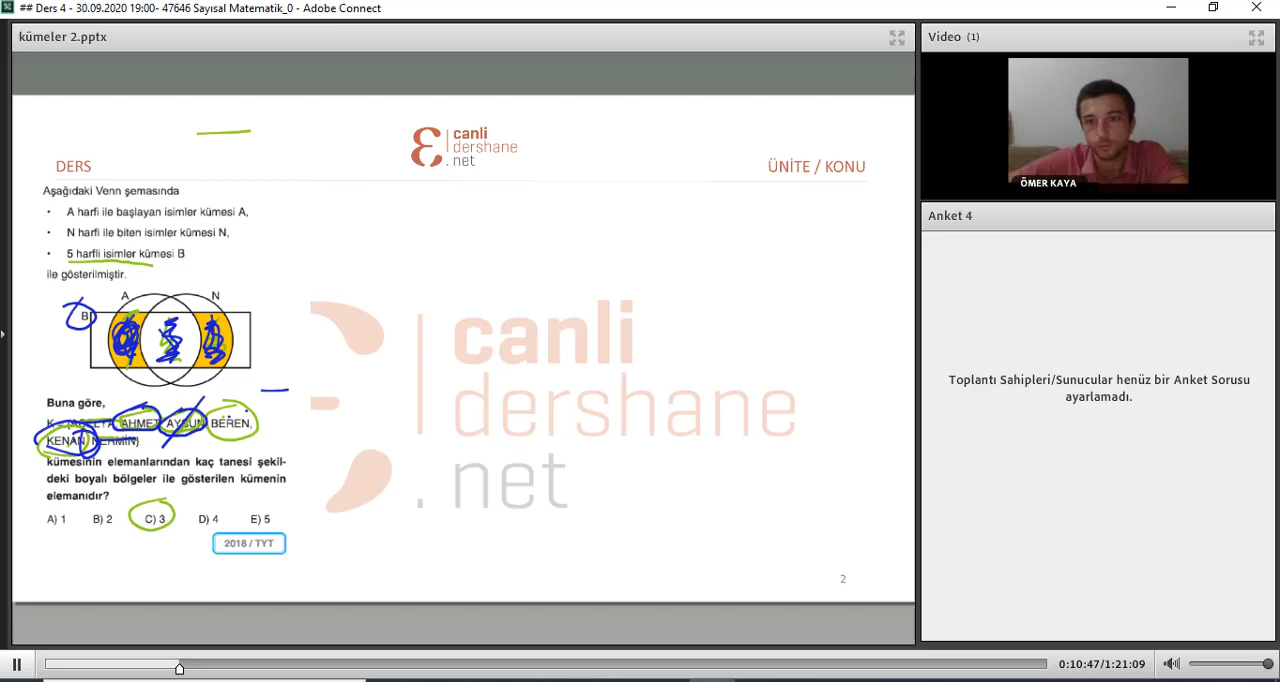 ## Ders 4 - 30.09.2020 19:00- 47646 Sayısal Matematik_0 - Adobe Connect
kümeler 2.pptx
Video (1)
ÖMER KAYA
Anket 4
Toplantı Sahipleri/Sunucular henüz bir Anket Sorusu
ayarlamadı.
canli
dershane
.net
DERS
ÜNİTE / KONU
Aşağıdaki Venn şemasında
• A harfi ile başlayan isimler kümesi A,
• N harfi ile biten isimler kümesi N,
• 5 harfli isimler kümesi B
ile gösterilmiştir.
A N
B
Buna göre,
AHMET, AYSUN, BEREN,
KENAN, NERMİN}
kümesinin elemanlarından kaç tanesi şekil-
deki boyalı bölgeler ile gösterilen kümenin
elemanıdır?
A) 1 B) 2 C) 3 D) 4 E) 5
2018 / TYT
canli
dershane
.net
2
0:10:47/1:21:09